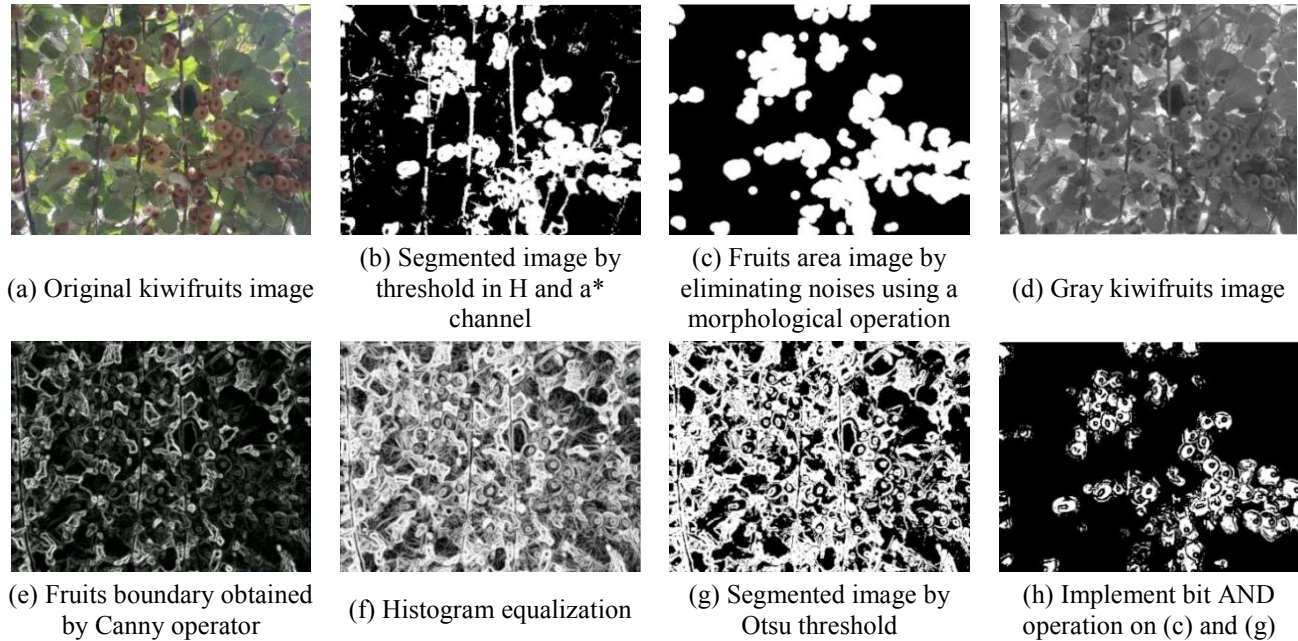 (a) Original kiwifruits image
(b) Segmented image by
threshold in H and a*
channel
(c) Fruits area image by
eliminating noises using a
morphological operation
(d) Gray kiwifruits image
(e) Fruits boundary obtained
by Canny operator
(f) Histogram equalization
(g) Segmented image by
Otsu threshold
(h) Implement bit AND
operation on (c) and (g)